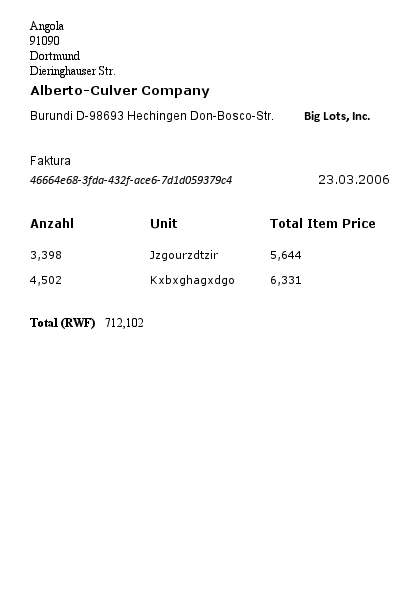 Angola
91090
Dortmund
Dieringhauser Str.
Alberto-Culver Company
Burundi D-98693 Hechingen Don-Bosco-Str. Big Lots, Inc.
Faktura
46664e68-3fda-432f-ace6-7d1d059379c4 23.03.2006
Anzahl Unit Total Item Price
3,398 Jzgourzdtzir 5,644
4,502 Kxbxghagxdgo 6,331
Total (RWF) 712,102